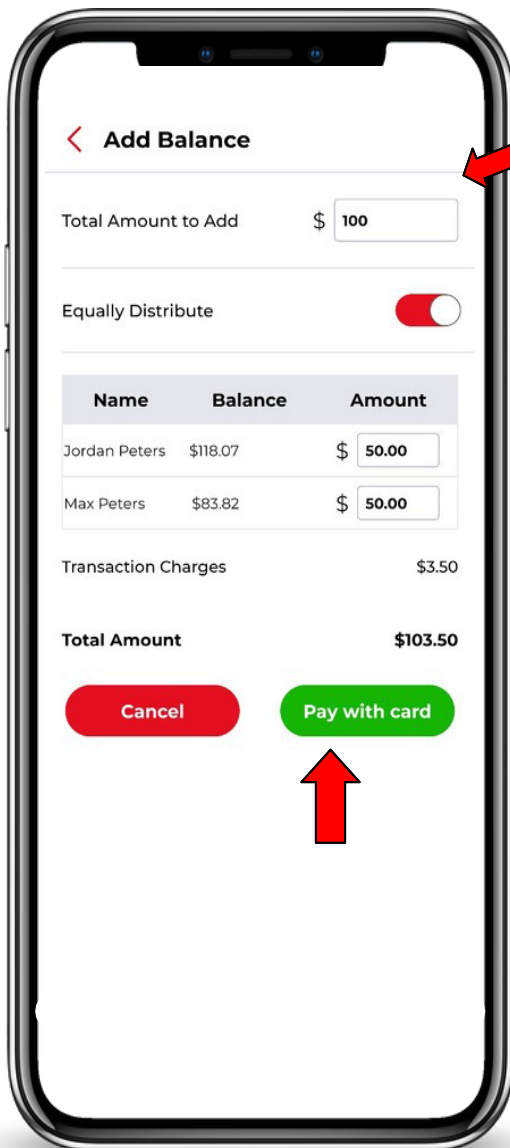 Add Balance
Total Amount to Add $ 100
Equally Distribute
Name Balance Amount
Jordan Peters $118.07 $ 50.00
Max Peters $83.82 $ 50.00
Transaction Charges $3.50
Total Amount $103.50
Cancel Pay with card